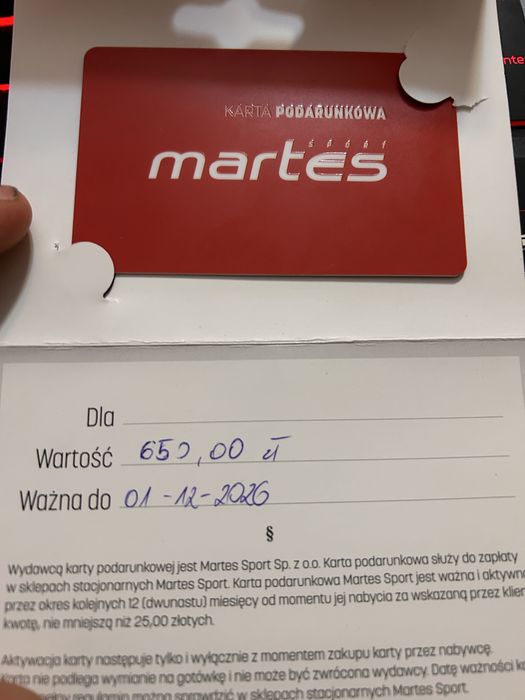 KARTA PODARUNKOWA
sport
martes
Dla
Wartość 650,00 zł
Ważna do 01-12-2026
§
Wydawcą karty podarunkowej jest Martes Sport Sp. z o.o. Karta podarunkowa służy do zapłaty
w sklepach stacjonarnych Martes Sport. Karta podarunkowa Martes Sport jest ważna i aktywn
przez okres kolejnych 12 (dwunastu) miesięcy od momentu jej nabycia za wskazaną przez klien
kwotę, nie mniejszą niż 25,00 złotych.
Aktywacja karty następuje tylko i wyłącznie z momentem zakupu karty przez nabywcę.
Karta nie podlega wymianie na gotówkę i nie może być zwrócona wydawcy. Datę ważności k
regulamin można sprawdzić w sklepach stacjonarnych Martes Sport.